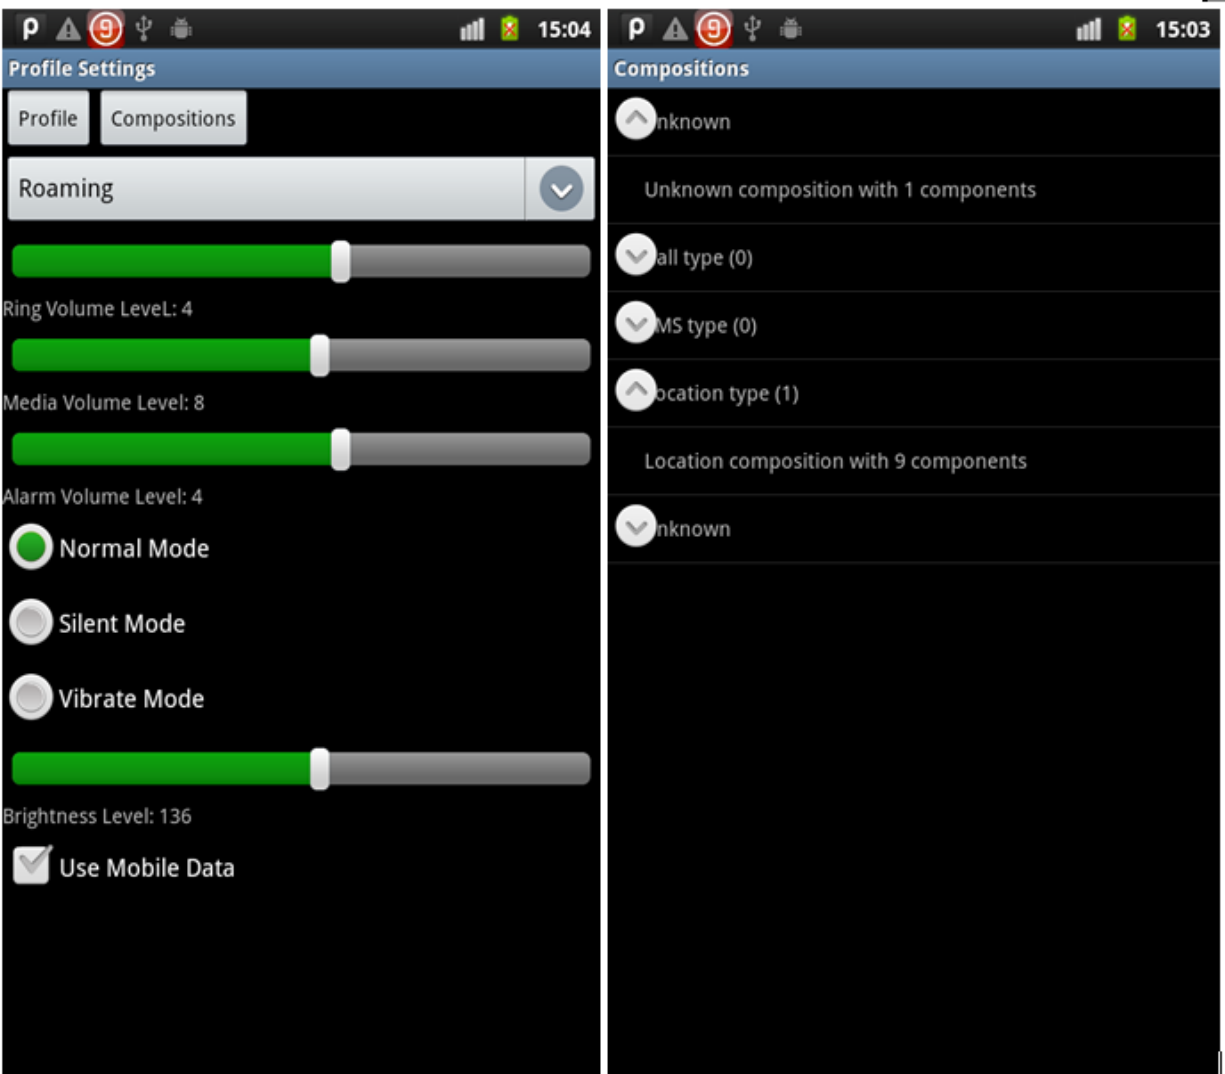 15:04
Profile Settings
Profile
Compositions
Roaming
Ring Volume LeveL: 4
Media Volume Level: 8
Alarm Volume Level: 4
Normal Mode
Silent Mode
Vibrate Mode
Brightness Level: 136
Use Mobile Data
15:03
Compositions
nknown
Unknown composition with 1 components
all type (0)
MS type (0)
ocation type (1)
Location composition with 9 components
nknown